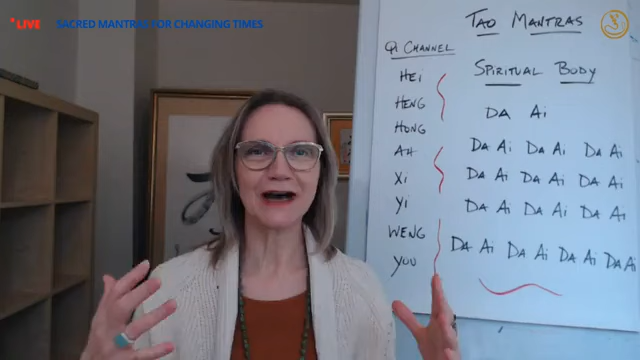 LIVE SACRED MANTRAS FOR CHANGING TIMES
TAO MANTRAS
QI CHANNEL
HEI
HENG
HONG
AH
XI
YI
WENG
YOU
SPIRITUAL BODY
DA Ai
DA Ai DA Ai DA Ai
DA Ai DA Ai DA Ai
DA Ai DA Ai DA Ai
DA Ai DA Ai DA Ai DA Ai